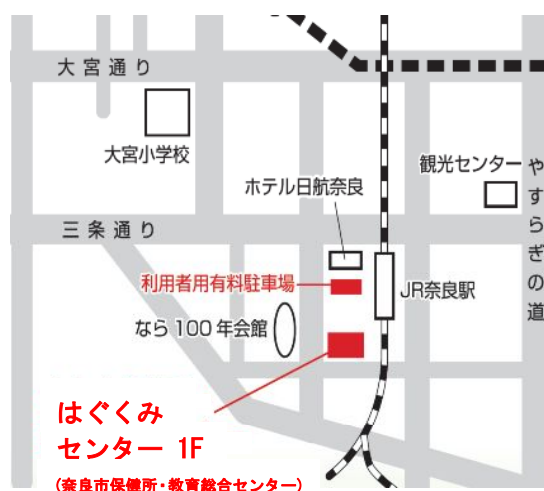 大宮通り
大宮小学校
観光センター
やすらぎの道
ホテル日航奈良
三条通り
利用者用有料駐車場
JR奈良駅
なら100年会館
はぐくみ
センター 1F
(奈良市保健所・教育総合センター)